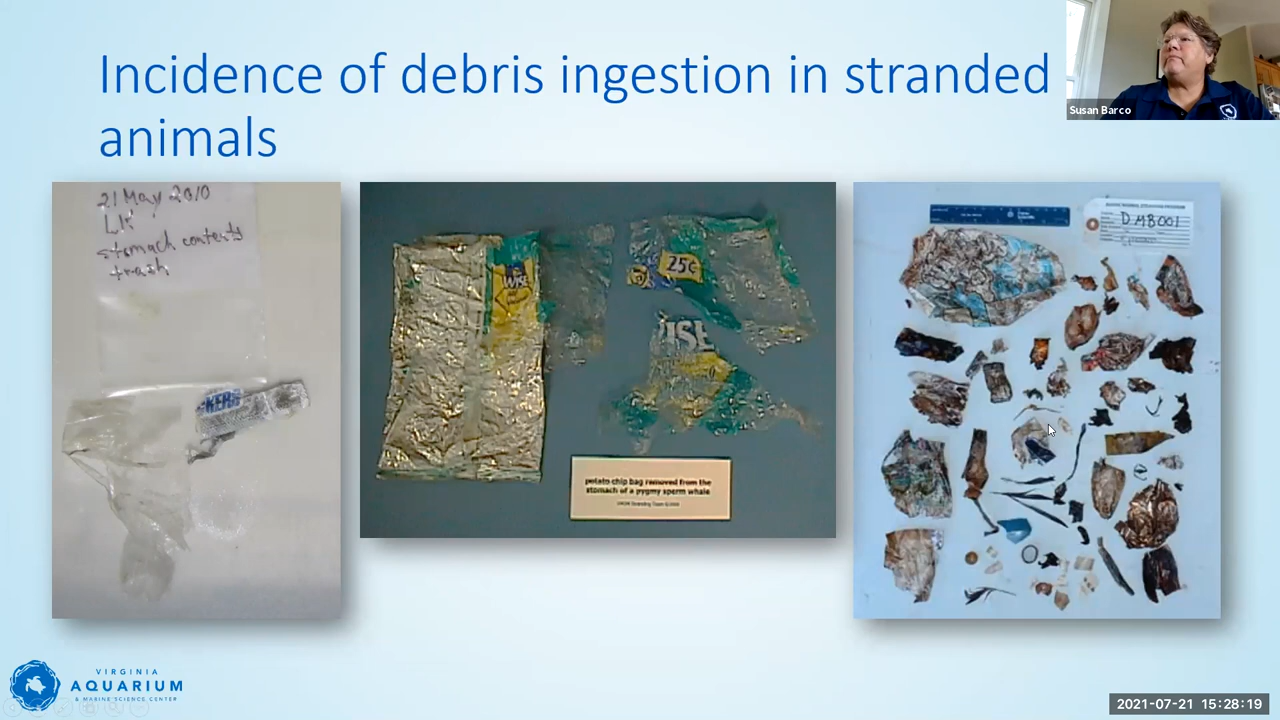 Incidence of debris ingestion in stranded
animals
Susan Barco
21 May 2010
LK
stomach contents
trash
WISE
25¢
ISE
potato chip bag removed from the
stomach of a pygmy sperm whale
DMB001
VIRGINIA
AQUARIUM
& MARINE SCIENCE CENTER
2021-07-21 15:28:19